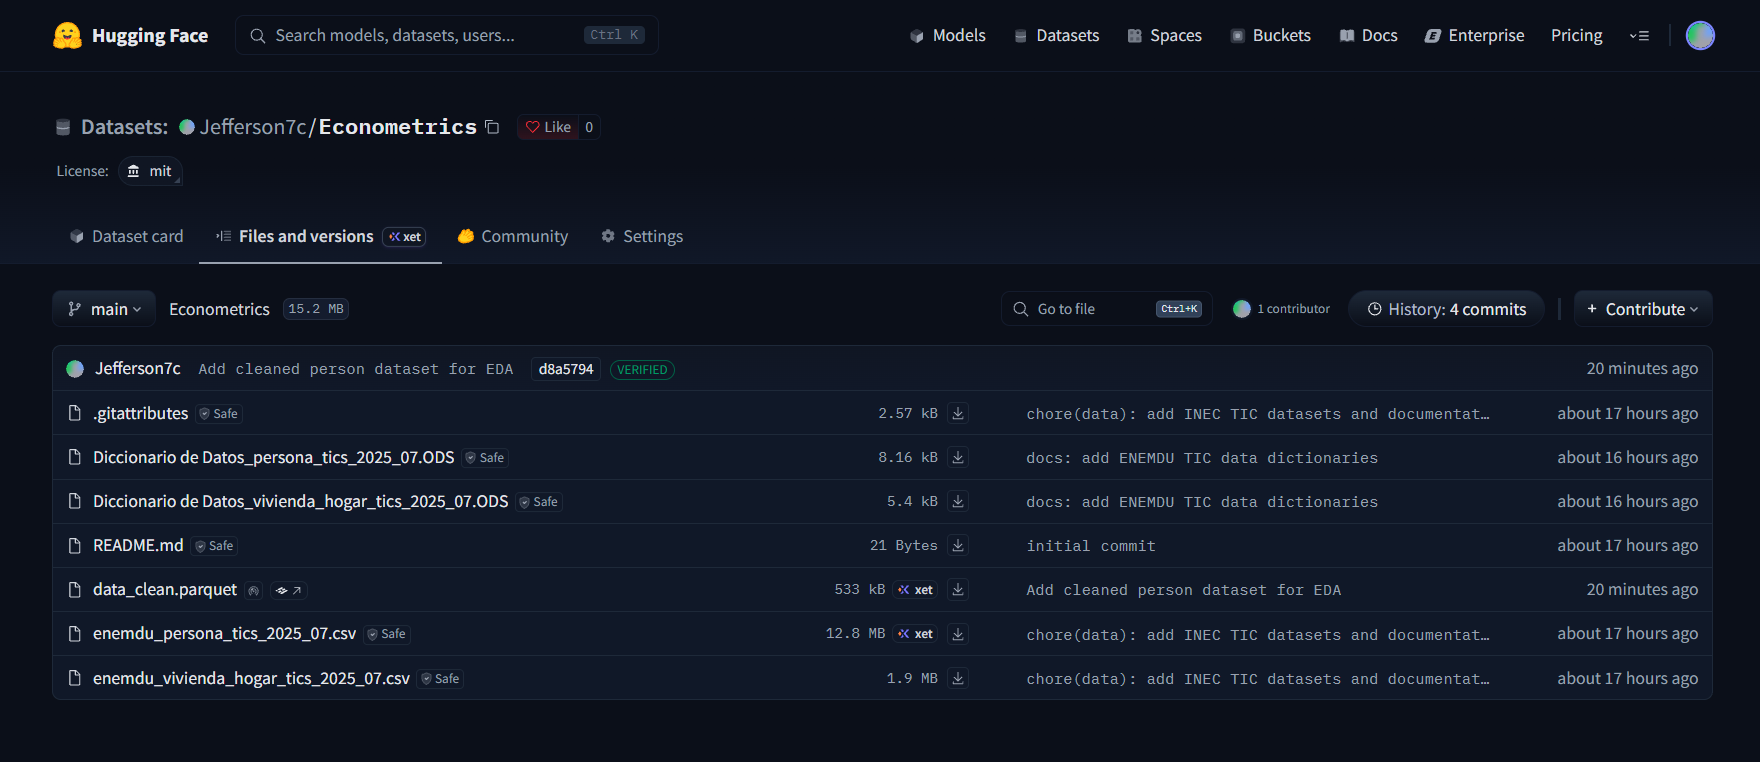 Hugging Face
Search models, datasets, users...
Ctrl K
Models
Datasets
Spaces
Buckets
Docs
Enterprise
Pricing
Datasets: Jefferson7c/Econometrics
Like 0
License: mit
Dataset card
Files and versions xet
Community
Settings
main
Econometrics 15.2 MB
Go to file Ctrl+K
1 contributor
History: 4 commits
+ Contribute
Jefferson7c Add cleaned person dataset for EDA d8a5794 VERIFIED 20 minutes ago
.gitattributes Safe 2.57 kB chore(data): add INEC TIC datasets and documentat… about 17 hours ago
Diccionario de Datos_persona_tics_2025_07.ODS Safe 8.16 kB docs: add ENEMDU TIC data dictionaries about 16 hours ago
Diccionario de Datos_vivienda_hogar_tics_2025_07.ODS Safe 5.4 kB docs: add ENEMDU TIC data dictionaries about 16 hours ago
README.md Safe 21 Bytes initial commit about 17 hours ago
data_clean.parquet 533 kB xet Add cleaned person dataset for EDA 20 minutes ago
enemdu_persona_tics_2025_07.csv Safe 12.8 MB xet chore(data): add INEC TIC datasets and documentat… about 17 hours ago
enemdu_vivienda_hogar_tics_2025_07.csv Safe 1.9 MB chore(data): add INEC TIC datasets and documentat… about 17 hours ago